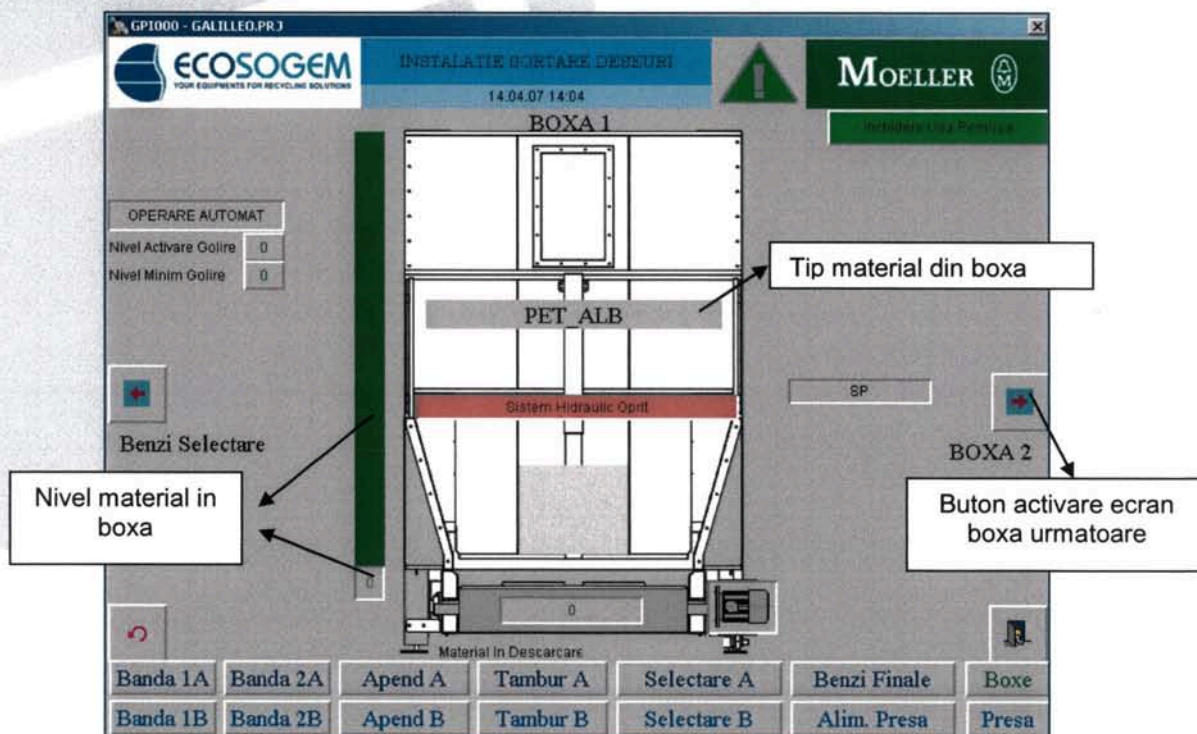 GPI000 - GALILLEO.PRJ
ECOSOGEM
YOUR EQUIPMENTS FOR RECYCLING SOLUTIONS
INSTALATIE SORTARE DESEURI
14.04.07 14:04
MOELLER
BOXA 1
Inchidere Usa Permisa
OPERARE AUTOMAT
Nivel Activare Golire 0
Nivel Minim Golire 0
Tip material din boxa
PET_ALB
SP
Sistem Hidraulic Oprit
Benzi Selectare
BOXA 2
Nivel material in
boxa
Buton activare ecran
boxa urmatoare
0
0
Material In Descarcare
Banda 1A Banda 2A Apend A Tambur A Selectare A Benzi Finale Boxe
Banda 1B Banda 2B Apend B Tambur B Selectare B Alim. Presa Presa